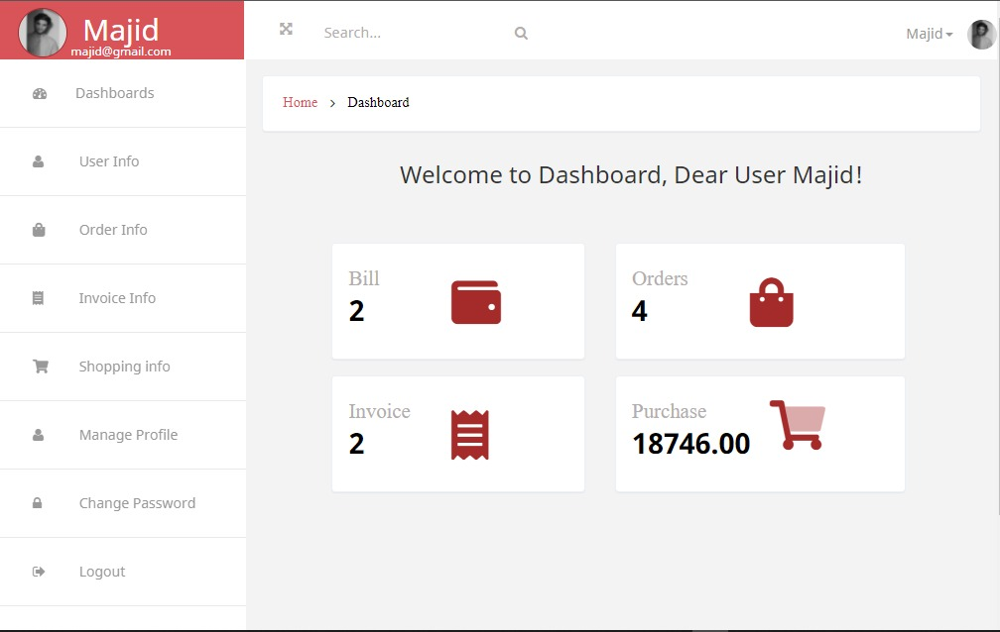 Majid
majid@gmail.com
Search...
Majid
Dashboards
User Info
Order Info
Invoice Info
Shopping info
Manage Profile
Change Password
Logout
Home > Dashboard
Welcome to Dashboard, Dear User Majid!
Bill
2
Orders
4
Invoice
2
Purchase
18746.00